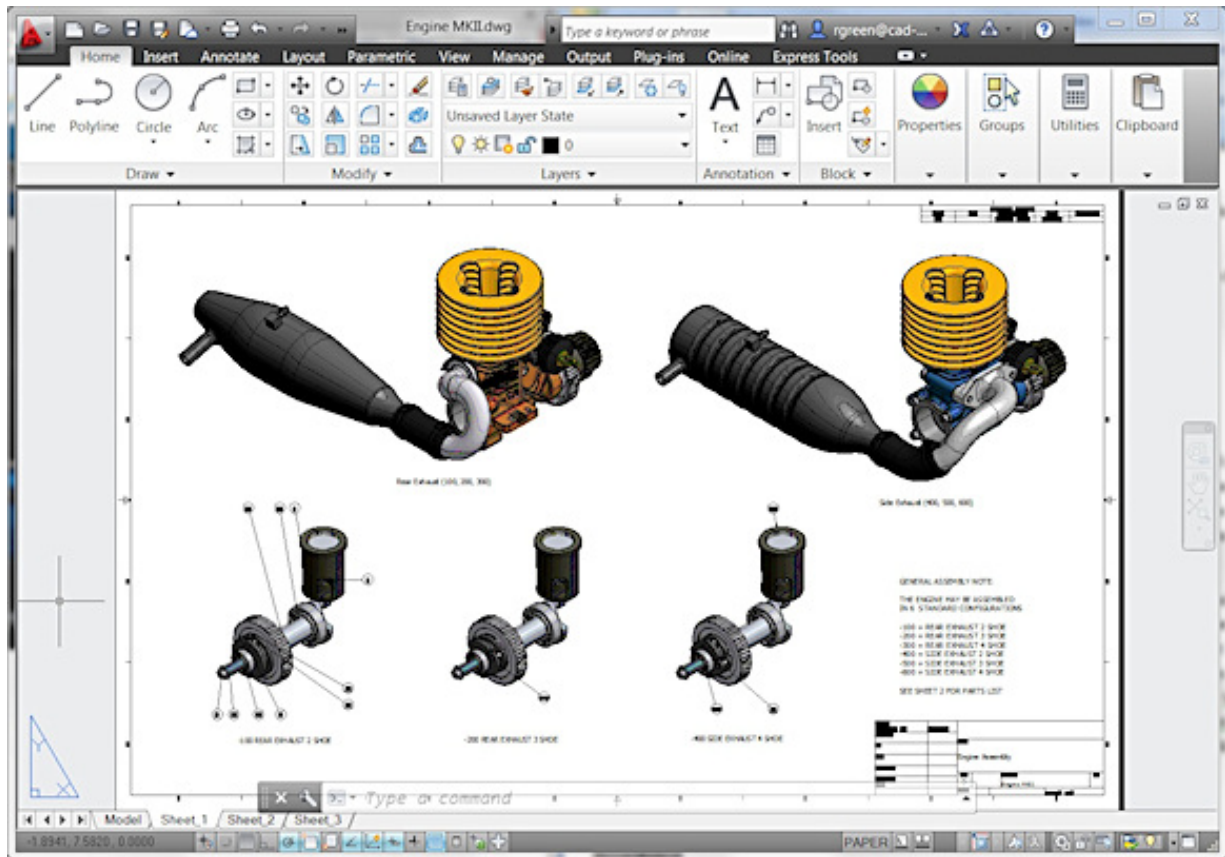 Engine MKII.dwg
Type a keyword or phrase
rgreen@cad-...
Home Insert Annotate Layout Parametric View Manage Output Plug-ins Online Express Tools
Line Polyline Circle Arc
Unsaved Layer State
0
Text
Insert
Properties
Groups
Utilities
Clipboard
Draw
Modify
Layers
Annotation
Block
Rear Exhaust (100, 200, 300)
Side Exhaust (400, 500, 600)
GENERAL ASSEMBLY NOTE:
THE ENGINE MAY BE ASSEMBLED
IN 6 STANDARD CONFIGURATIONS
-100 = REAR EXHAUST 2 SHOE
-200 = REAR EXHAUST 3 SHOE
-300 = REAR EXHAUST 4 SHOE
-400 = SIDE EXHAUST 2 SHOE
-500 = SIDE EXHAUST 3 SHOE
-600 = SIDE EXHAUST 4 SHOE
SEE SHEET 2 FOR PARTS LIST
-100 REAR EXHAUST 2 SHOE
-200 REAR EXHAUST 3 SHOE
-400 SIDE EXHAUST 4 SHOE
Engine Assembly
Engine MKII
Type a command
Model Sheet_1 Sheet_2 Sheet_3
-1.8941, 7.5820, 0.0000
PAPER